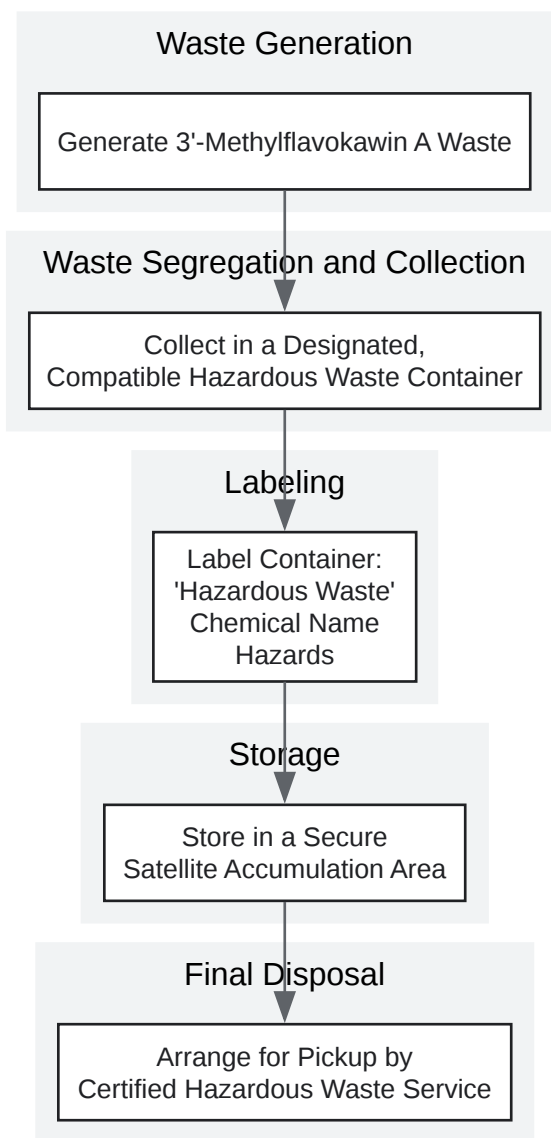 Waste Generation
Generate 3'-Methylflavokawin A Waste
Waste Segregation and Collection
Collect in a Designated,
Compatible Hazardous Waste Container
Labeling
Label Container:
'Hazardous Waste'
Chemical Name
Hazards
Storage
Store in a Secure
Satellite Accumulation Area
Final Disposal
Arrange for Pickup by
Certified Hazardous Waste Service